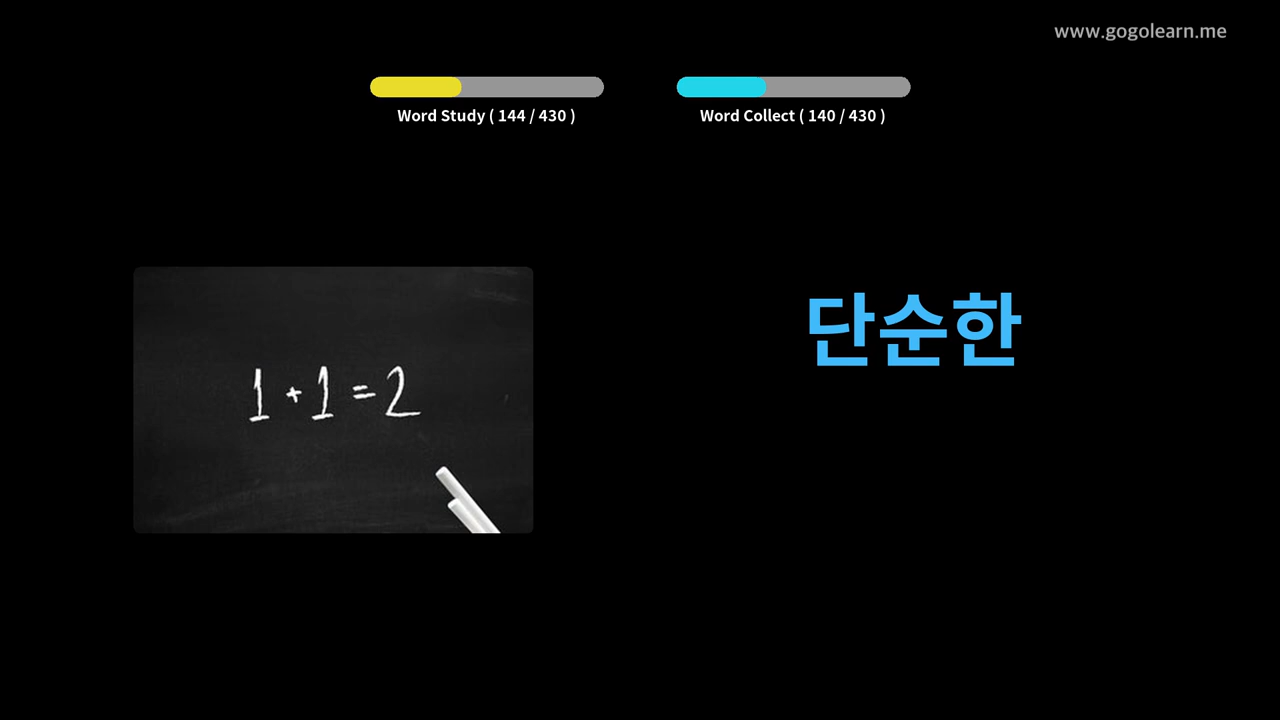 www.gogolearn.me
Word Study ( 144 / 430 )
Word Collect ( 140 / 430 )
1 + 1 = 2
단순한